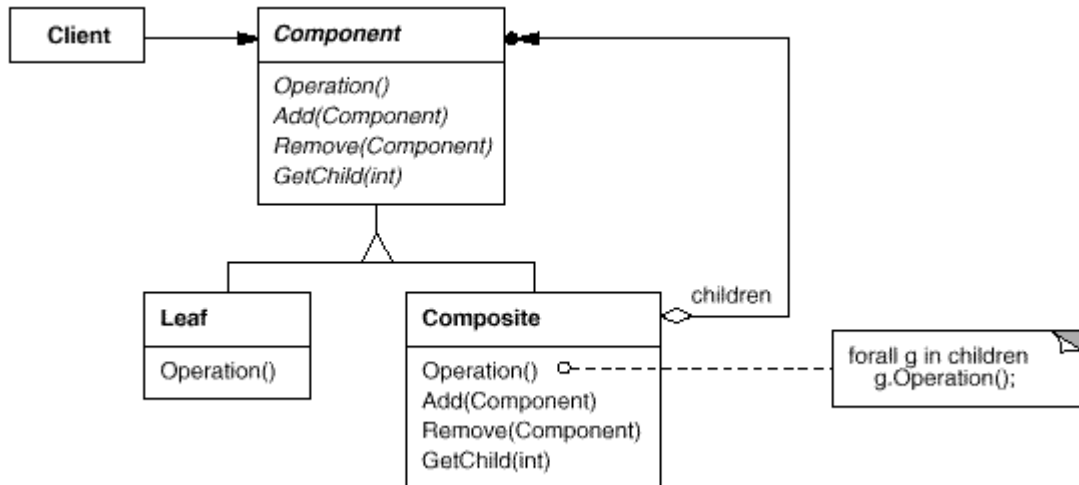 Client
Component
Operation()
Add(Component)
Remove(Component)
GetChild(int)
Leaf
Operation()
Composite
Operation()
Add(Component)
Remove(Component)
GetChild(int)
children
forall g in children
g.Operation();